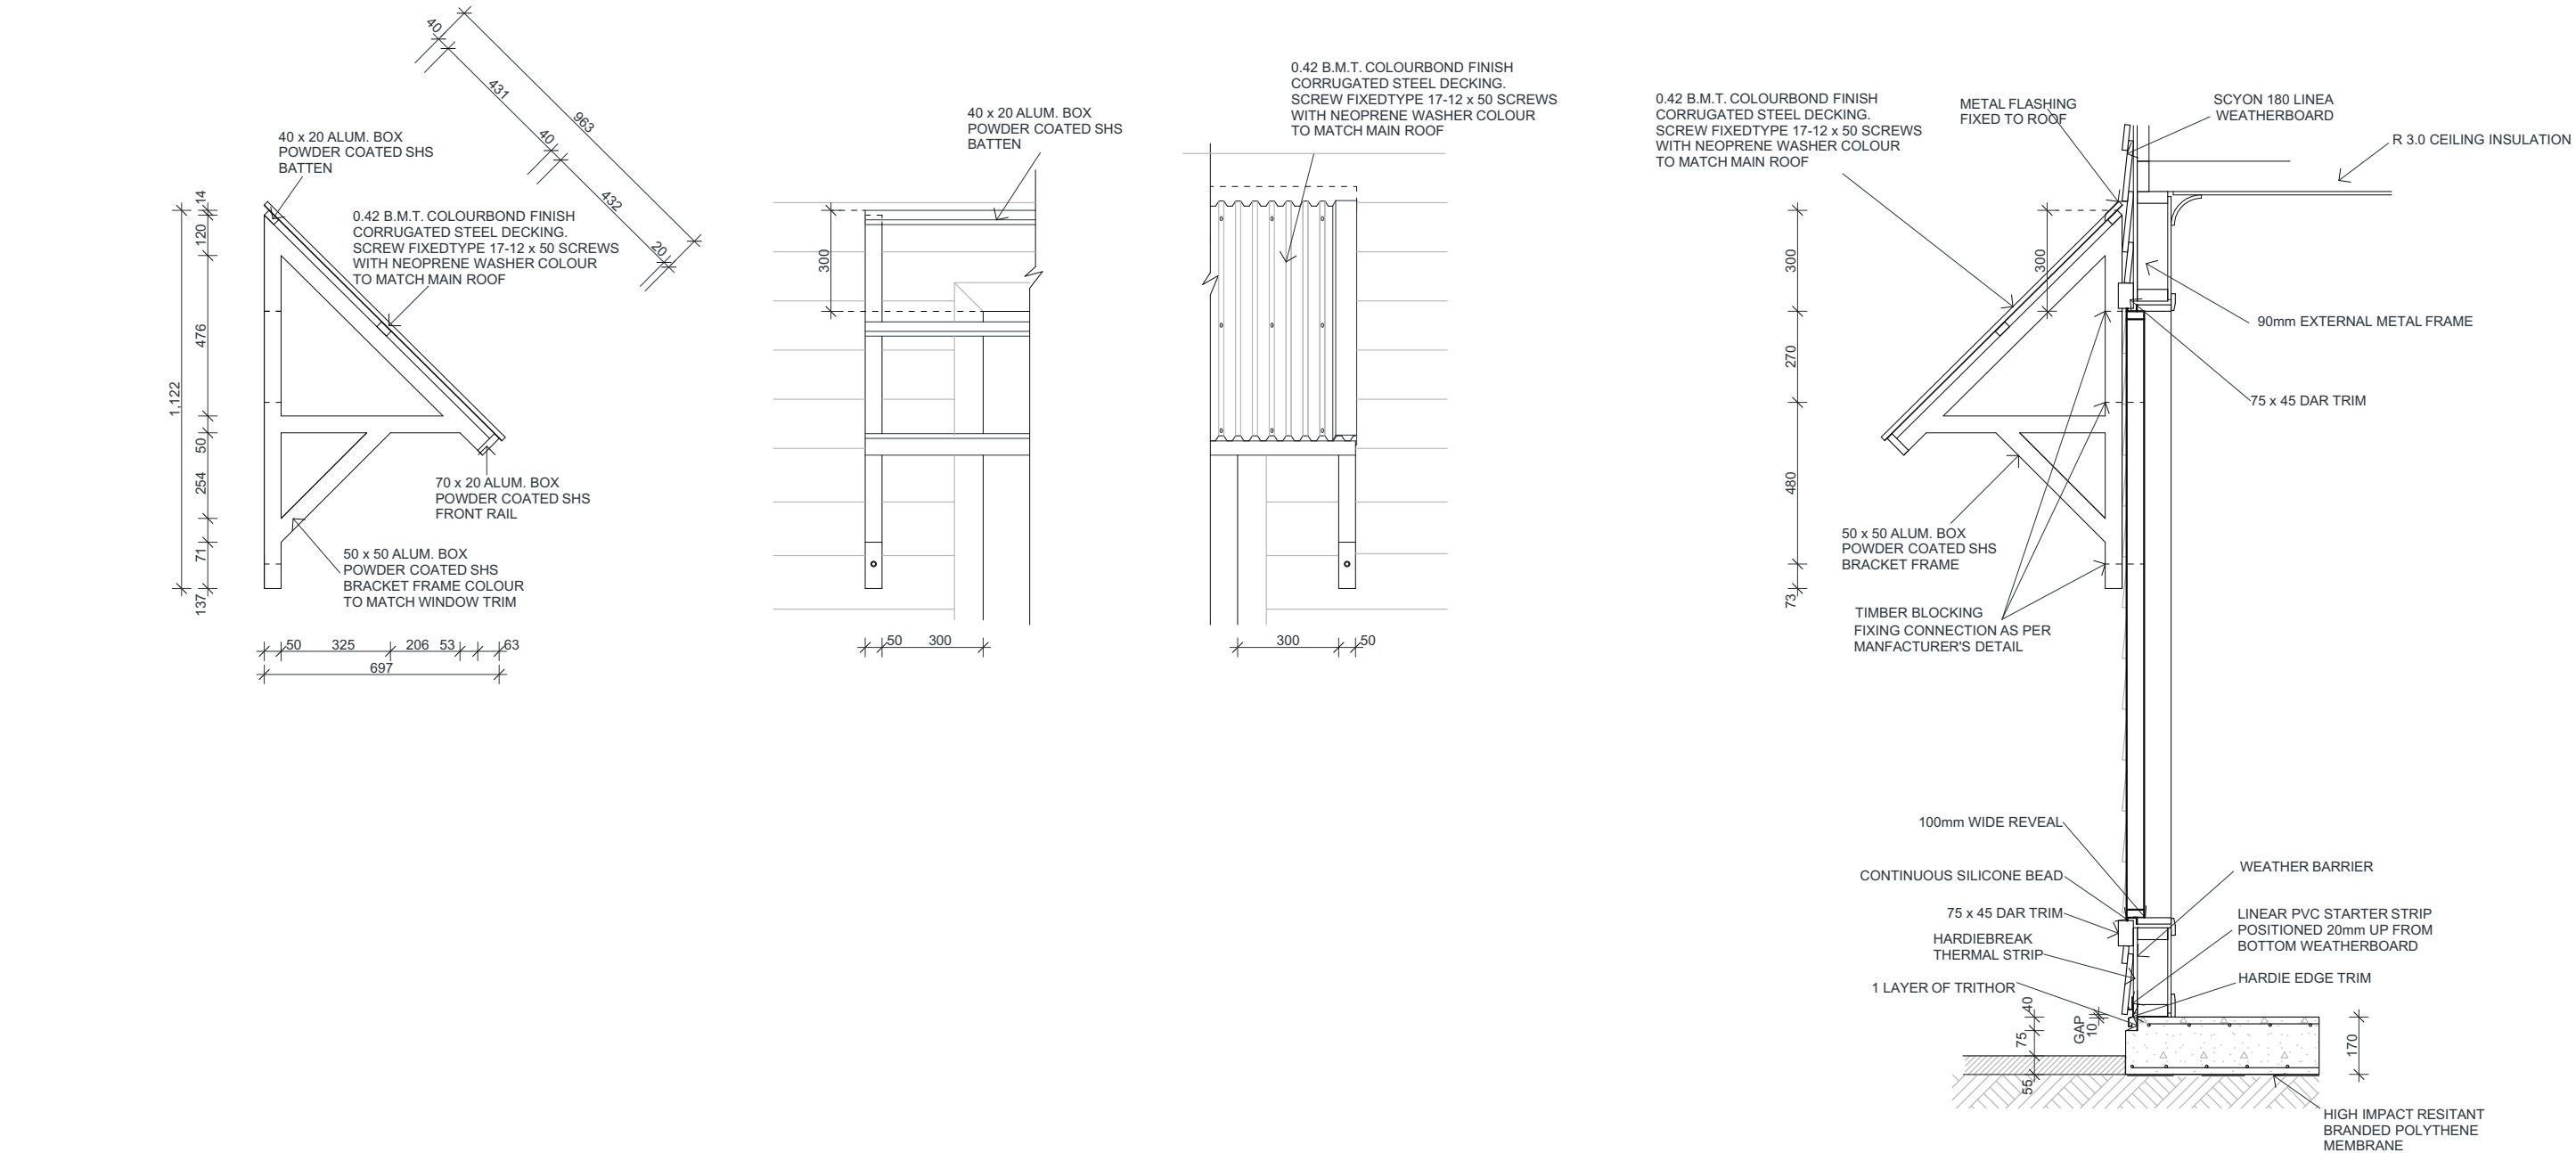 40
431
963
40
432
20
40 x 20 ALUM. BOX
POWDER COATED SHS
BATTEN
0.42 B.M.T. COLOURBOND FINISH
CORRUGATED STEEL DECKING.
SCREW FIXEDTYPE 17-12 x 50 SCREWS
WITH NEOPRENE WASHER COLOUR
TO MATCH MAIN ROOF
14
120
476
1,122
50
254
71
137
70 x 20 ALUM. BOX
POWDER COATED SHS
FRONT RAIL
50 x 50 ALUM. BOX
POWDER COATED SHS
BRACKET FRAME COLOUR
TO MATCH WINDOW TRIM
50 325 206 53 63
697
40 x 20 ALUM. BOX
POWDER COATED SHS
BATTEN
300
50 300
0.42 B.M.T. COLOURBOND FINISH
CORRUGATED STEEL DECKING.
SCREW FIXEDTYPE 17-12 x 50 SCREWS
WITH NEOPRENE WASHER COLOUR
TO MATCH MAIN ROOF
300 50
0.42 B.M.T. COLOURBOND FINISH
CORRUGATED STEEL DECKING.
SCREW FIXEDTYPE 17-12 x 50 SCREWS
WITH NEOPRENE WASHER COLOUR
TO MATCH MAIN ROOF
METAL FLASHING
FIXED TO ROOF
SCYON 180 LINEA
WEATHERBOARD
R 3.0 CEILING INSULATION
300
300
270
480
73
90mm EXTERNAL METAL FRAME
75 x 45 DAR TRIM
50 x 50 ALUM. BOX
POWDER COATED SHS
BRACKET FRAME
TIMBER BLOCKING
FIXING CONNECTION AS PER
MANFACTURER'S DETAIL
100mm WIDE REVEAL
CONTINUOUS SILICONE BEAD
75 x 45 DAR TRIM
HARDIEBREAK
THERMAL STRIP
1 LAYER OF TRITHOR
WEATHER BARRIER
LINEAR PVC STARTER STRIP
POSITIONED 20mm UP FROM
BOTTOM WEATHERBOARD
HARDIE EDGE TRIM
40
75
55
GAP
10
170
HIGH IMPACT RESITANT
BRANDED POLYTHENE
MEMBRANE